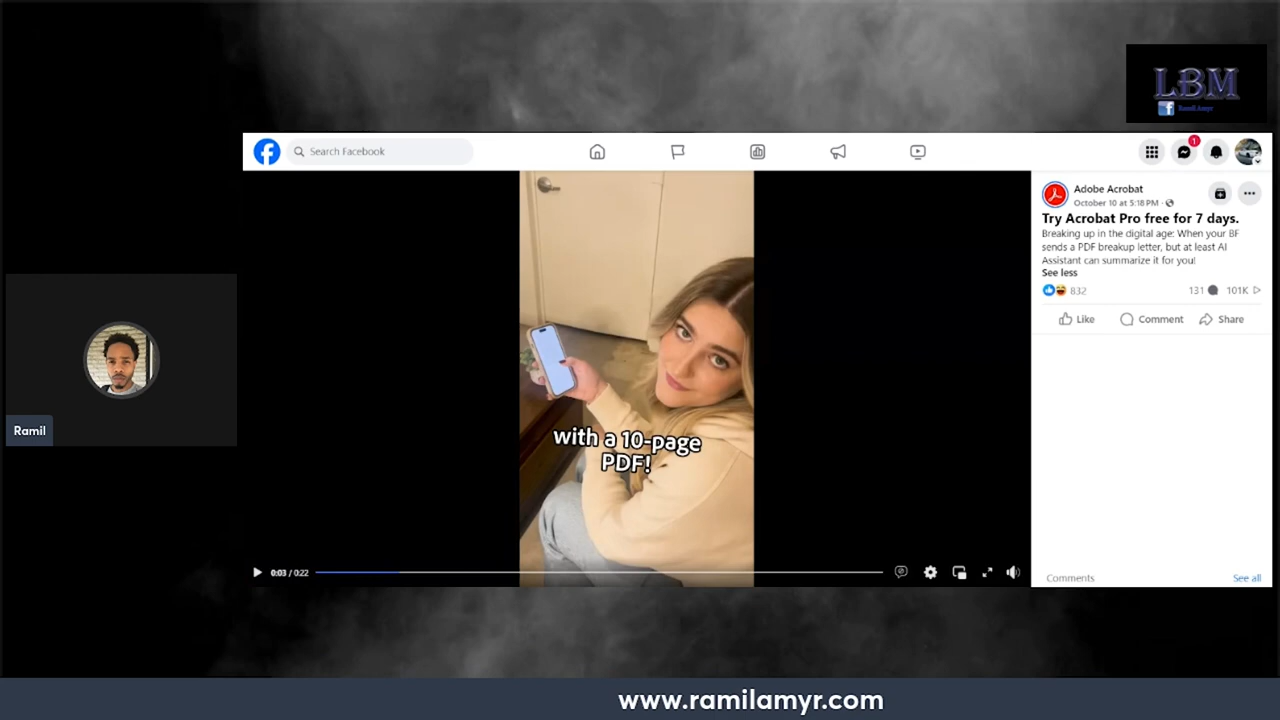 LBM
Ramil Amyr
Search Facebook
1
Adobe Acrobat
October 10 at 5:18 PM ·
Try Acrobat Pro free for 7 days.
Breaking up in the digital age: When your BF
sends a PDF breakup letter, but at least AI
Assistant can summarize it for you!
See less
832
131
101K
Like
Comment
Share
Ramil
with a 10-page
PDF!
0:03 / 0:22
Comments
See all
www.ramilamyr.com